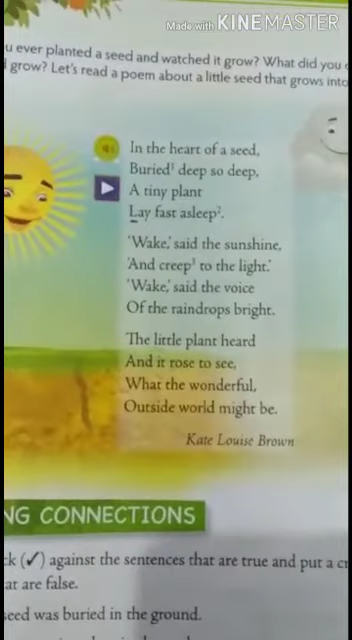 Made with KINEMASTER
u ever planted a seed and watched it grow? What did you
grow? Let's read a poem about a little seed that grows into
In the heart of a seed,
Buried¹ deep so deep,
A tiny plant
Lay fast asleep².
'Wake,' said the sunshine,
'And creep³ to the light.'
'Wake,' said the voice
Of the raindrops bright.
The little plant heard
And it rose to see,
What the wonderful,
Outside world might be.
Kate Louise Brown
NG CONNECTIONS
ck (✓) against the sentences that are true and put a cr
at are false.
seed was buried in the ground.